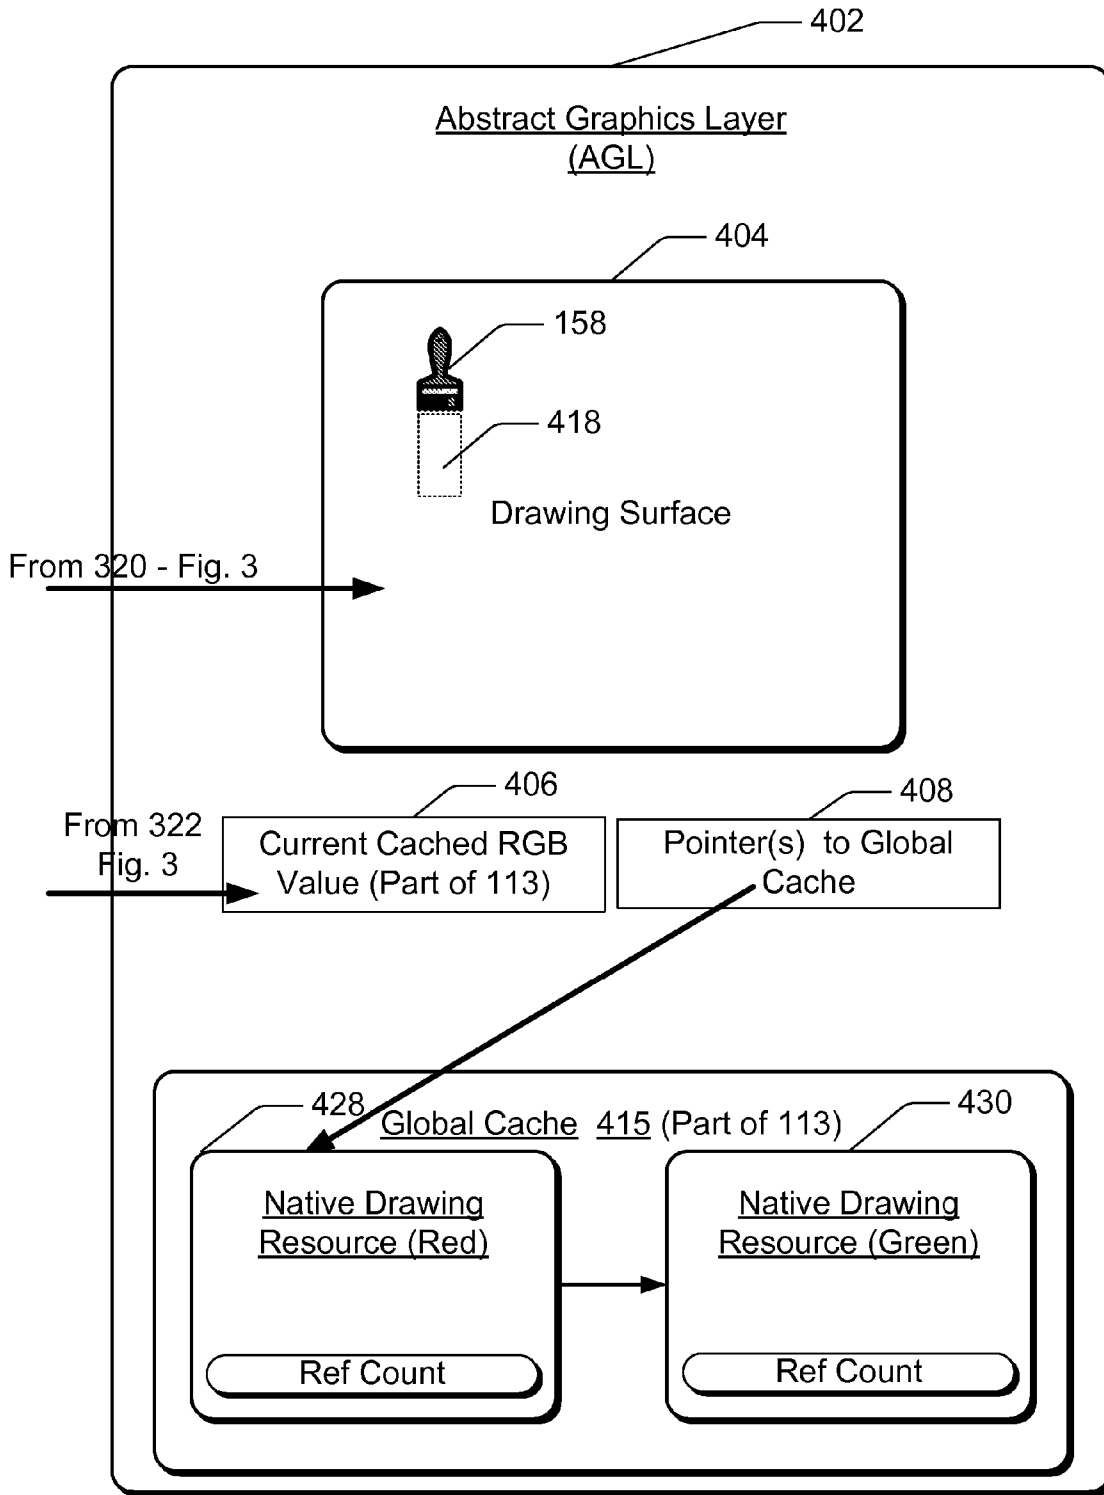 402
Abstract Graphics Layer
(AGL)
404
158
418
Drawing Surface
From 320 - Fig. 3
406
408
From 322
Fig. 3
Current Cached RGB
Value (Part of 113)
Pointer(s) to Global
Cache
428
Global Cache 415 (Part of 113)
430
Native Drawing
Resource (Red)
Ref Count
Native Drawing
Resource (Green)
Ref Count